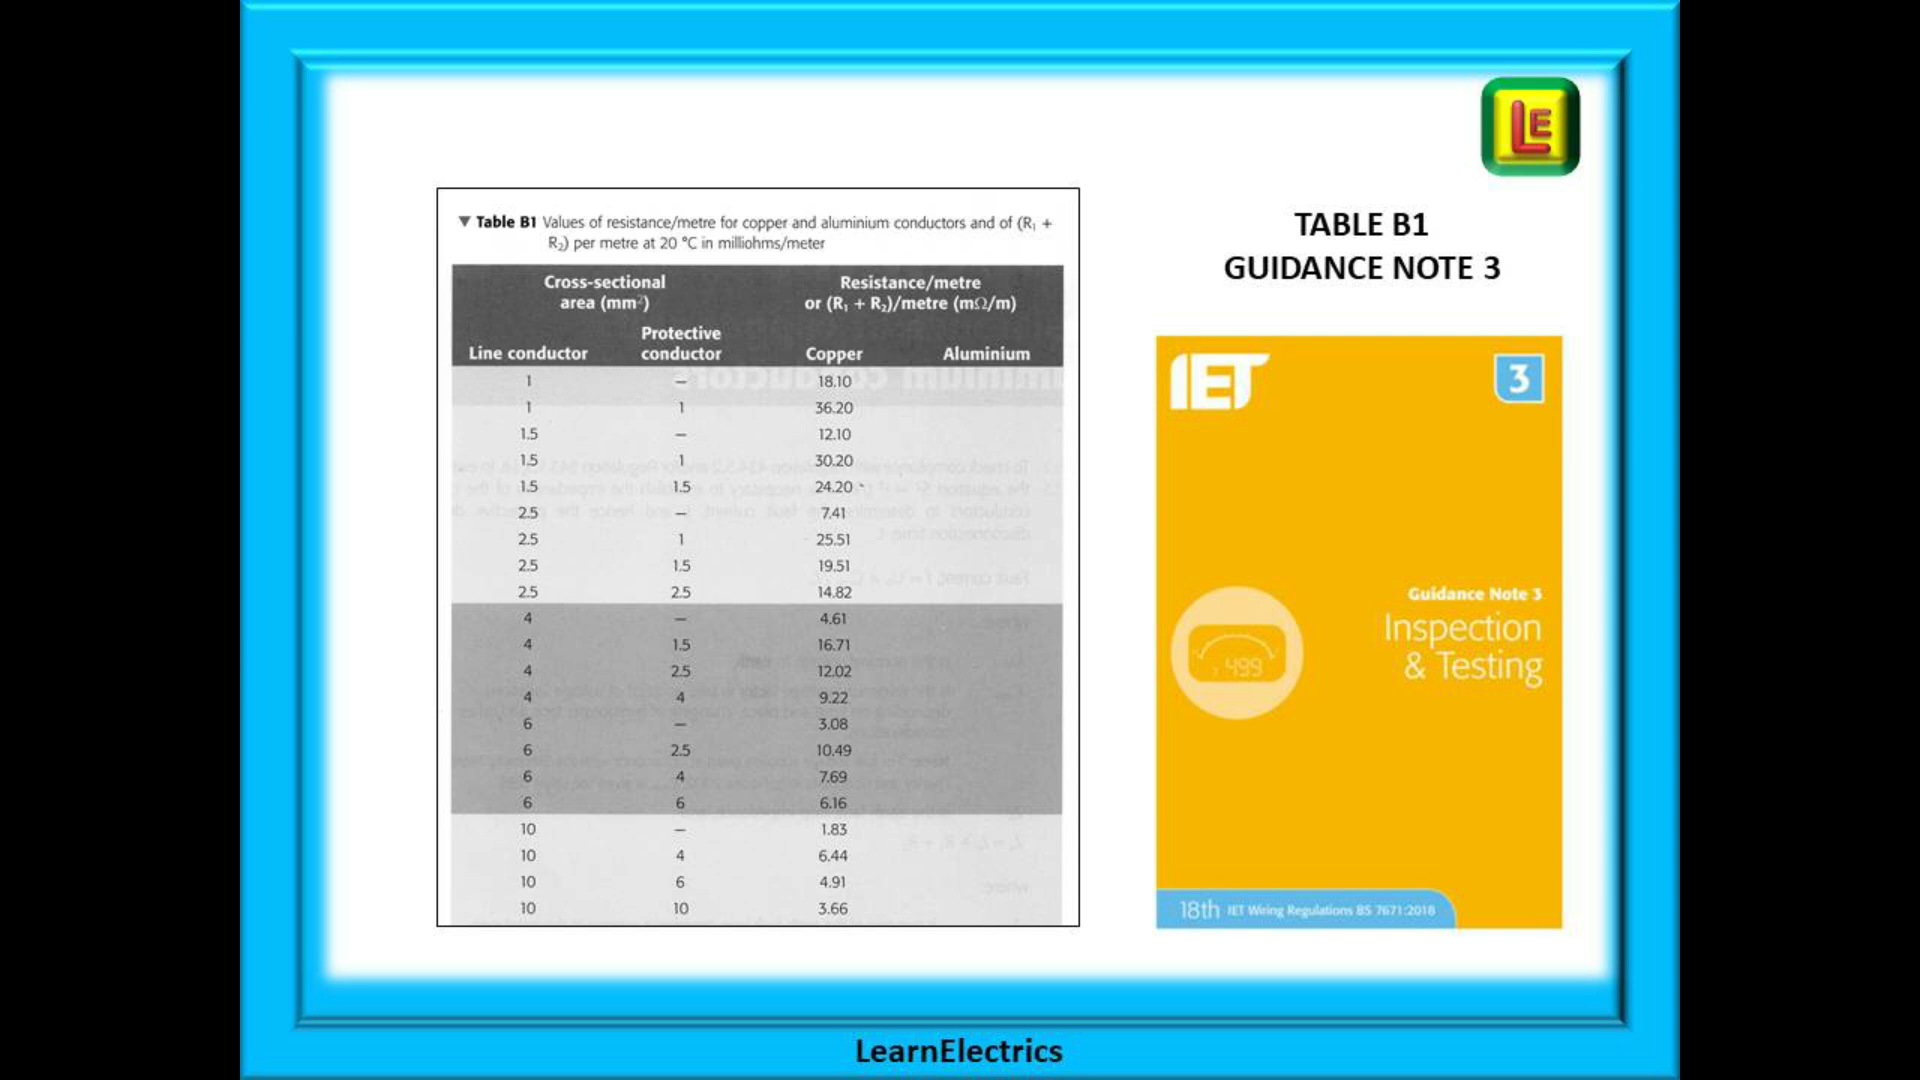 LE
▼ Table B1 Values of resistance/metre for copper and aluminium conductors and of (R₁ +
R₂) per metre at 20 °C in milliohms/meter
Cross-sectional
area (mm²)
Resistance/metre
or (R₁ + R₂)/metre (mΩ/m)
Line conductor
Protective
conductor
Copper
Aluminium
1 – 18.10
1 1 36.20
1.5 – 12.10
1.5 1 30.20
1.5 1.5 24.20
2.5 – 7.41
2.5 1 25.51
2.5 1.5 19.51
2.5 2.5 14.82
4 – 4.61
4 1.5 16.71
4 2.5 12.02
4 4 9.22
6 – 3.08
6 2.5 10.49
6 4 7.69
6 6 6.16
10 – 1.83
10 4 6.44
10 6 4.91
10 10 3.66
TABLE B1
GUIDANCE NOTE 3
IET
3
Guidance Note 3
Inspection
& Testing
.499
18th IET Wiring Regulations BS 7671:2018
LearnElectrics